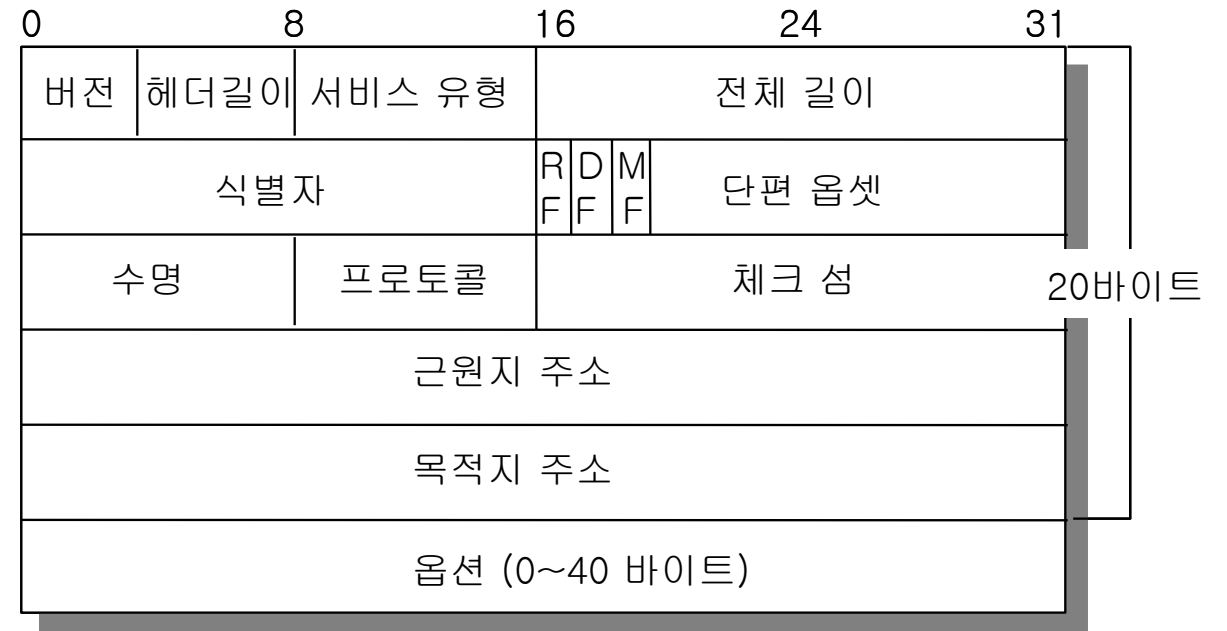 0 8 16 24 31
버전 헤더길이 서비스 유형 전체 길이
식별자 RF DF MF 단편 옵셋
수명 프로토콜 체크 섬
20바이트
근원지 주소
목적지 주소
옵션 (0~40 바이트)